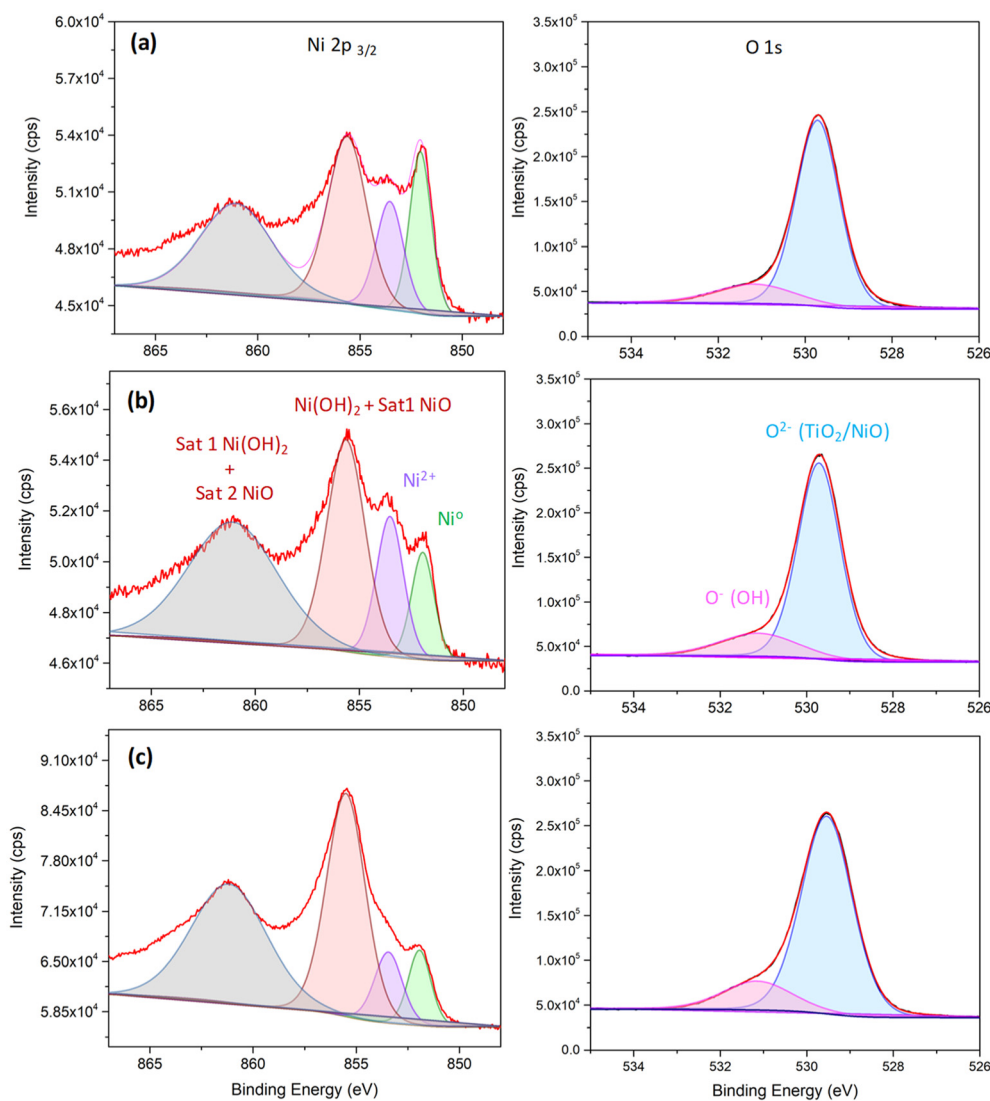 (a)
Ni 2p 3/2
Intensity (cps)
6.0x10⁴
5.7x10⁴
5.4x10⁴
5.1x10⁴
4.8x10⁴
4.5x10⁴
865
860
855
850
O 1s
Intensity (cps)
3.5x10⁵
3.0x10⁵
2.5x10⁵
2.0x10⁵
1.5x10⁵
1.0x10⁵
5.0x10⁴
0.0
534
532
530
528
526
(b)
Ni(OH)₂ + Sat1 NiO
Sat 1 Ni(OH)₂
+
Sat 2 NiO
Ni²⁺
Niº
Intensity (cps)
5.6x10⁴
5.4x10⁴
5.2x10⁴
5.0x10⁴
4.8x10⁴
4.6x10⁴
865
860
855
850
O²⁻ (TiO₂/NiO)
O⁻ (OH)
Intensity (cps)
3.5x10⁵
3.0x10⁵
2.5x10⁵
2.0x10⁵
1.5x10⁵
1.0x10⁵
5.0x10⁴
0.0
534
532
530
528
526
(c)
Intensity (cps)
9.10x10⁴
8.45x10⁴
7.80x10⁴
7.15x10⁴
6.50x10⁴
5.85x10⁴
865
860
855
850
Binding Energy (eV)
Intensity (cps)
3.5x10⁵
3.0x10⁵
2.5x10⁵
2.0x10⁵
1.5x10⁵
1.0x10⁵
5.0x10⁴
0.0
534
532
530
528
526
Binding Energy (eV)